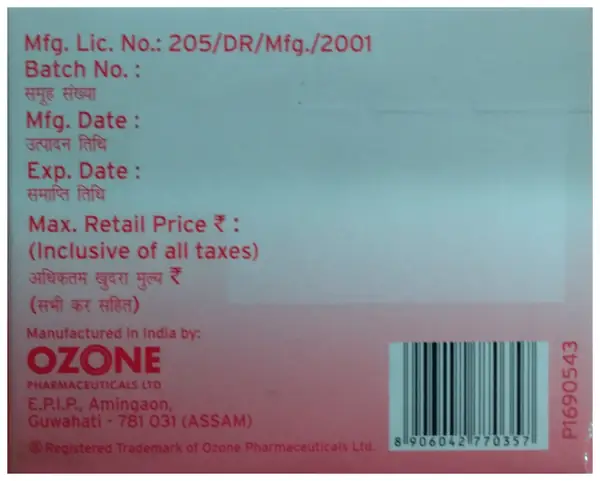 Mfg. Lic. No.: 205/DR/Mfg./2001
Batch No. :
समूह संख्या
Mfg. Date :
उत्पादन तिथि
Exp. Date :
समाप्ति तिथि
Max. Retail Price ₹ :
(Inclusive of all taxes)
अधिकतम खुदरा मुल्य ₹
(सभी कर सहित)
Manufactured in India by:
OZONE
PHARMACEUTICALS LTD
E.P.I.P., Amingaon,
Guwahati - 781 031 (ASSAM)
® Registered Trademark of Ozone Pharmaceuticals Ltd.
8 906042 770357
P1690543